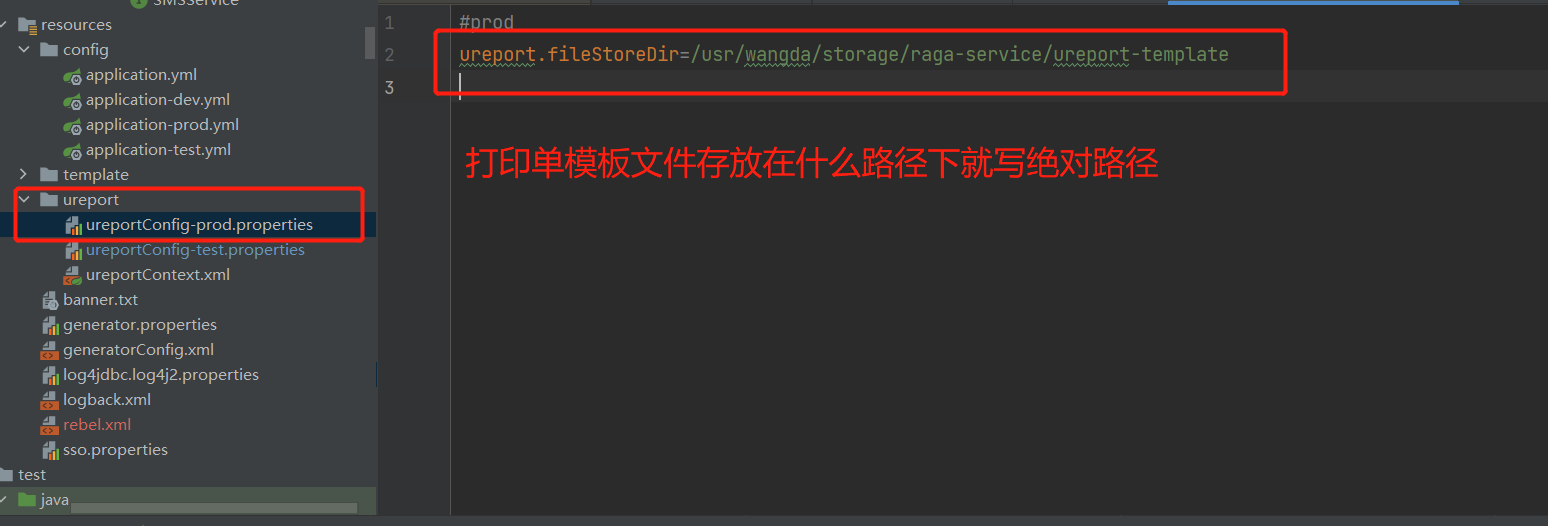 SMSService
resources
config
application.yml
application-dev.yml
application-prod.yml
application-test.yml
template
ureport
ureportConfig-prod.properties
ureportConfig-test.properties
ureportContext.xml
banner.txt
generator.properties
generatorConfig.xml
log4jdbc.log4j2.properties
logback.xml
rebel.xml
sso.properties
test
java
1 #prod
2 ureport.fileStoreDir=/usr/wangda/storage/raga-service/ureport-template
3
打印单模板文件存放在什么路径下就写绝对路径